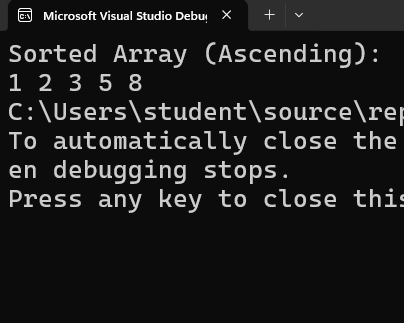 Microsoft Visual Studio Debu
Sorted Array (Ascending):
1 2 3 5 8
C:\Users\student\source\rep
To automatically close the
en debugging stops.
Press any key to close this